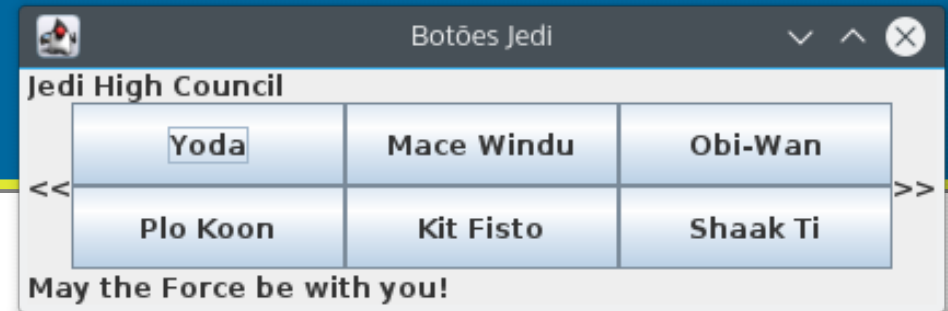 Botões Jedi
Jedi High Council
Yoda Mace Windu Obi-Wan
<< >>
Plo Koon Kit Fisto Shaak Ti
May the Force be with you!